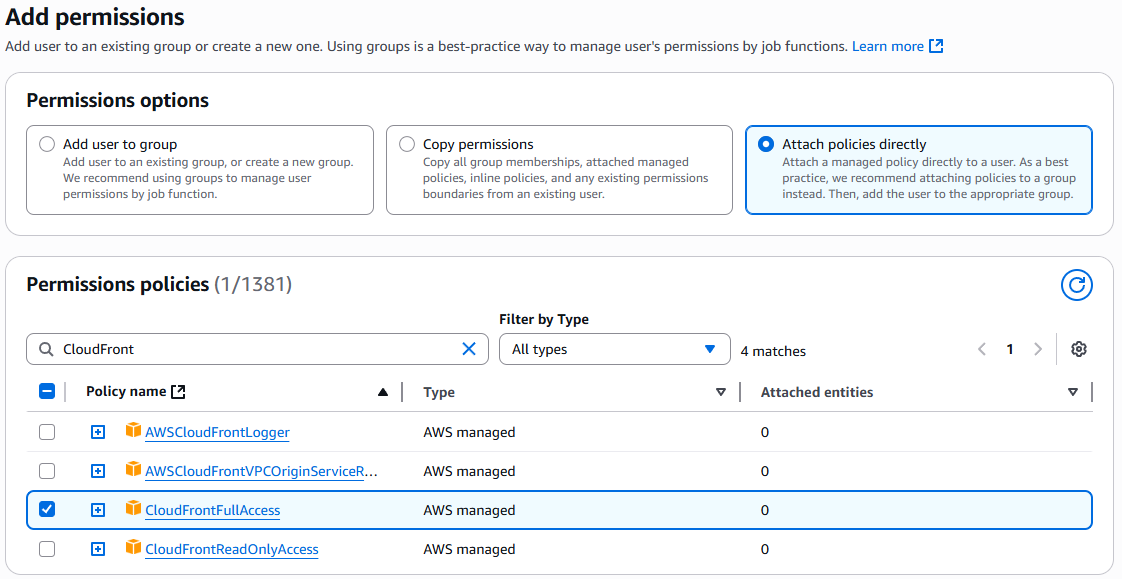 Add permissions
Add user to an existing group or create a new one. Using groups is a best-practice way to manage user's permissions by job functions. Learn more
Permissions options
Add user to group
Add user to an existing group, or create a new group.
We recommend using groups to manage user
permissions by job function.
Copy permissions
Copy all group memberships, attached managed
policies, inline policies, and any existing permissions
boundaries from an existing user.
Attach policies directly
Attach a managed policy directly to a user. As a best
practice, we recommend attaching policies to a group
instead. Then, add the user to the appropriate group.
Permissions policies (1/1381)
Filter by Type
CloudFront All types 4 matches 1
Policy name Type Attached entities
AWSCloudFrontLogger AWS managed 0
AWSCloudFrontVPCOriginServiceR... AWS managed 0
CloudFrontFullAccess AWS managed 0
CloudFrontReadOnlyAccess AWS managed 0